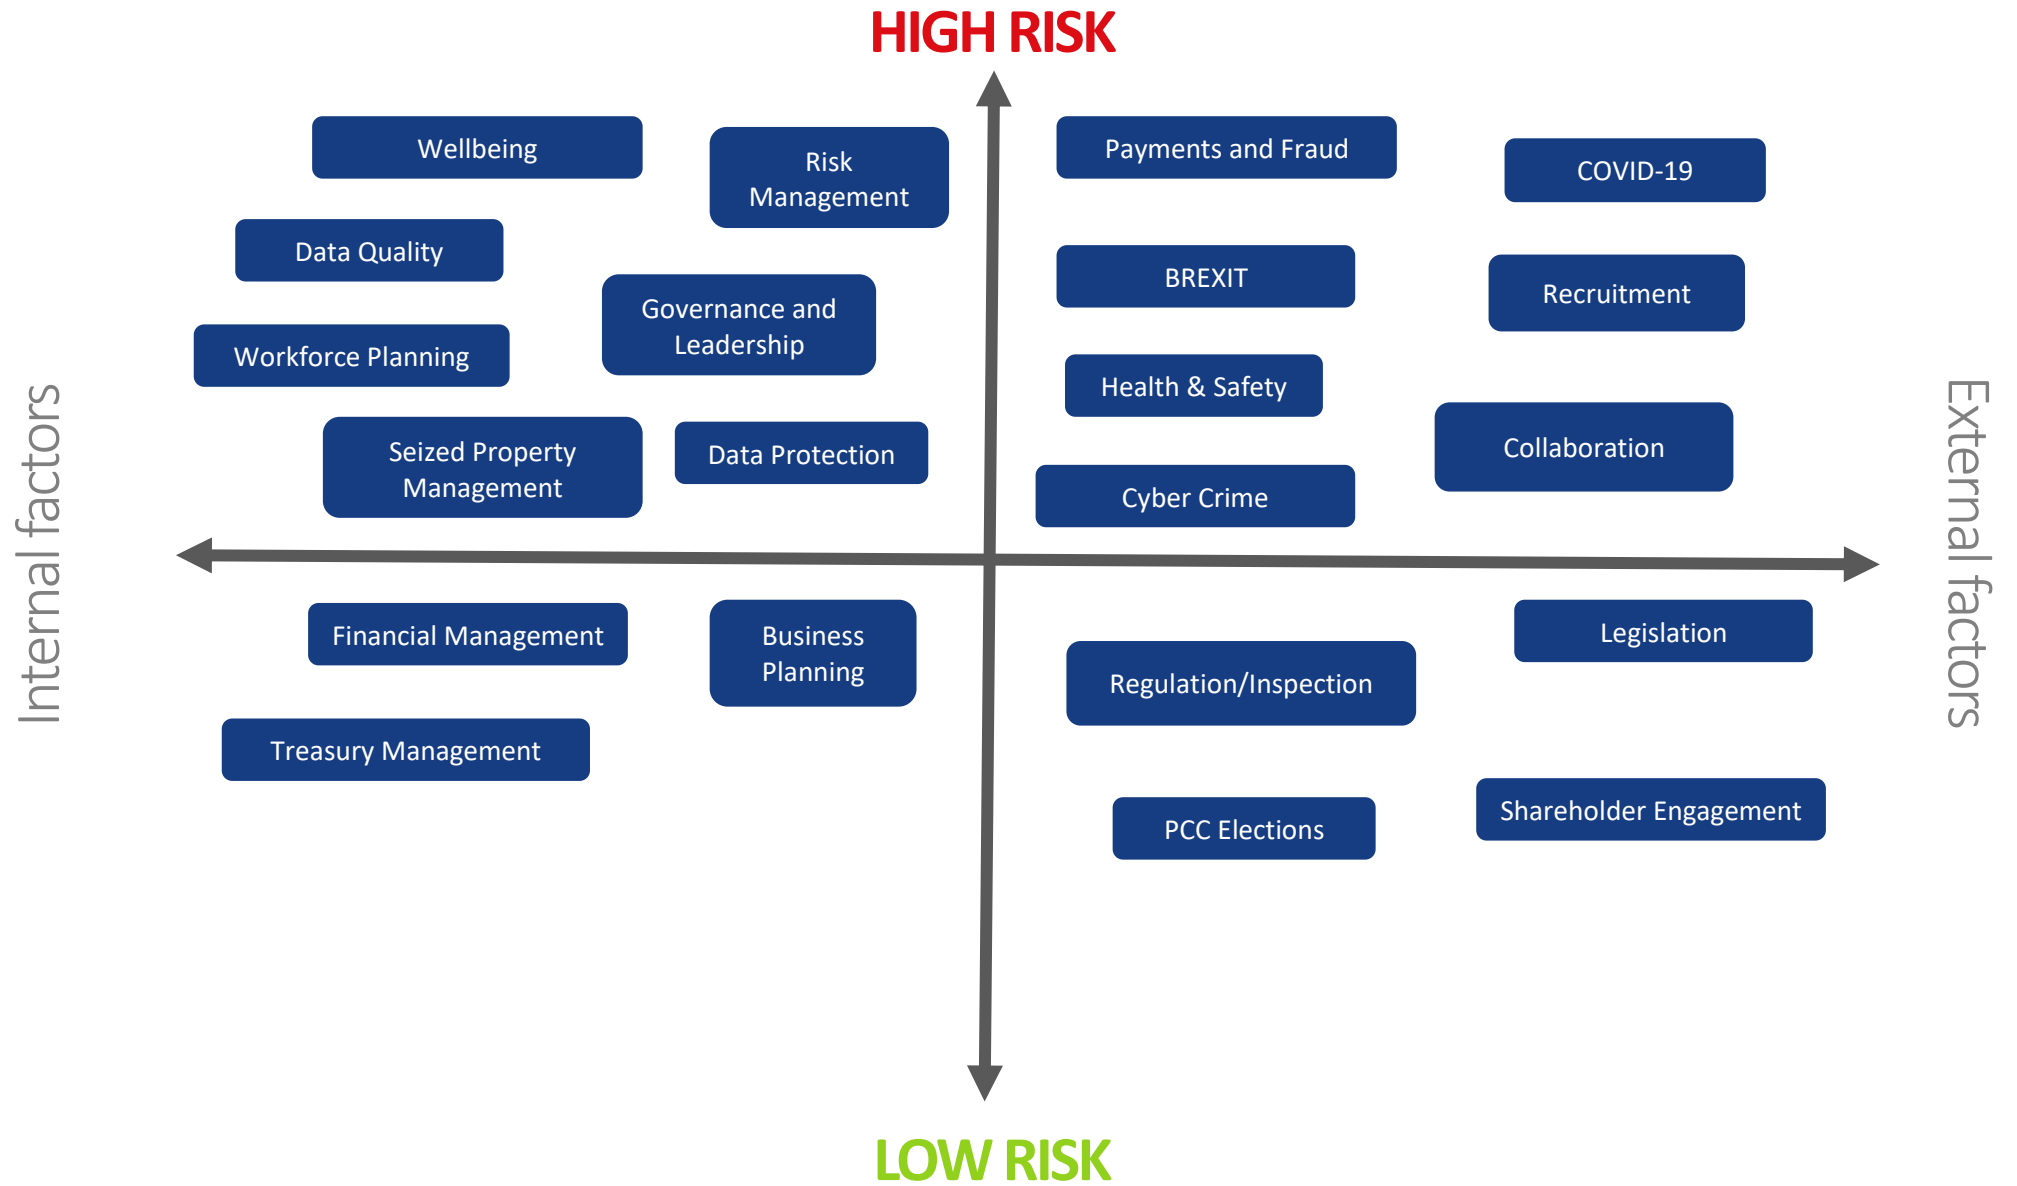 HIGH RISK
Wellbeing
Risk
Management
Payments and Fraud
COVID-19
Data Quality
Governance and
Leadership
BREXIT
Recruitment
Workforce Planning
Health & Safety
Seized Property
Management
Data Protection
Collaboration
Cyber Crime
Internal factors
External factors
Financial Management
Business
Planning
Legislation
Regulation/Inspection
Treasury Management
PCC Elections
Shareholder Engagement
LOW RISK